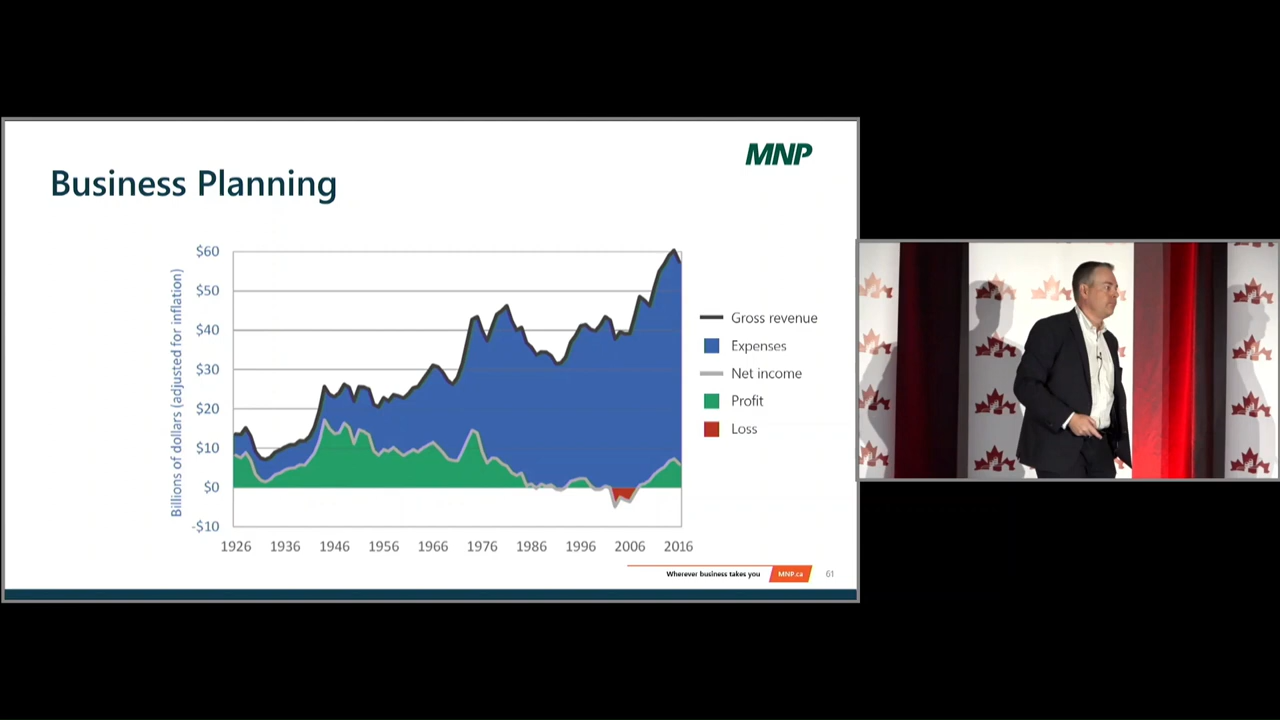 MNP
Business Planning
Billions of dollars (adjusted for inflation)
$60
$50
$40
$30
$20
$10
$0
-$10
1926 1936 1946 1956 1966 1976 1986 1996 2006 2016
Gross revenue
Expenses
Net income
Profit
Loss
Wherever business takes you MNP.ca 61